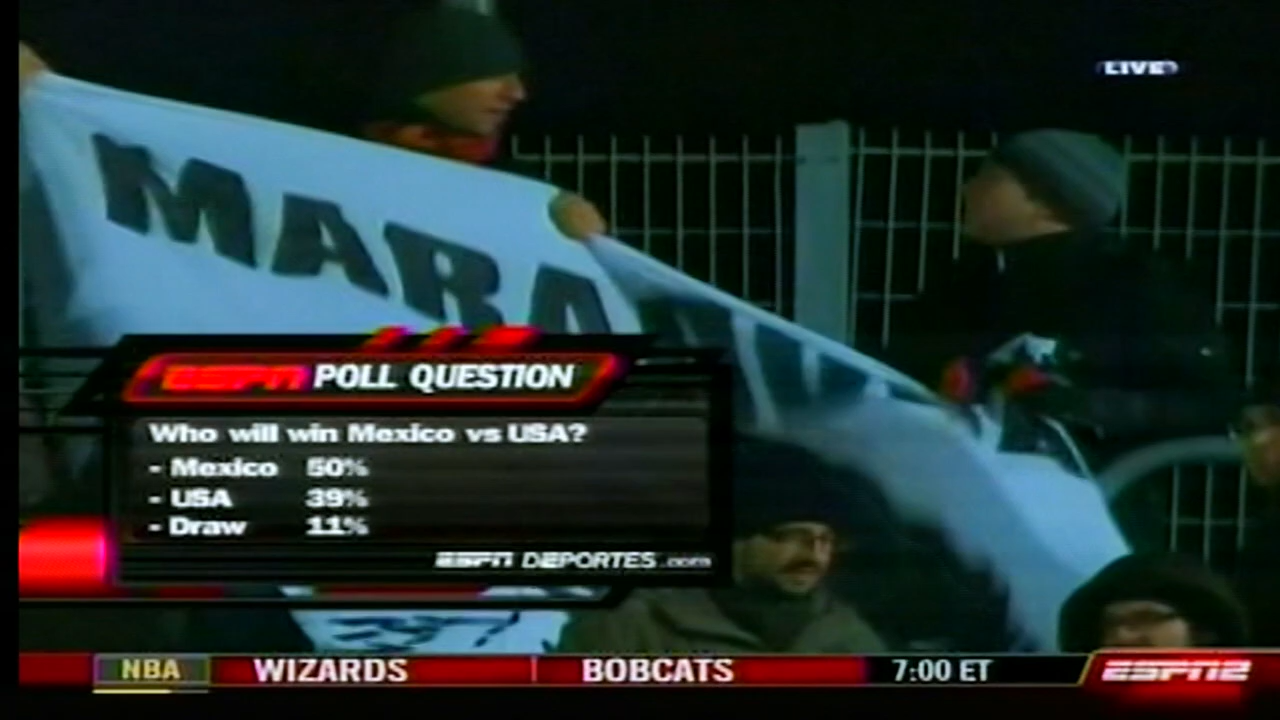 LIVE
MARA
ESPN POLL QUESTION
Who will win Mexico vs USA?
- Mexico 50%
- USA 39%
- Draw 11%
ESPN DEPORTES.com
NBA WIZARDS BOBCATS 7:00 ET ESPN2